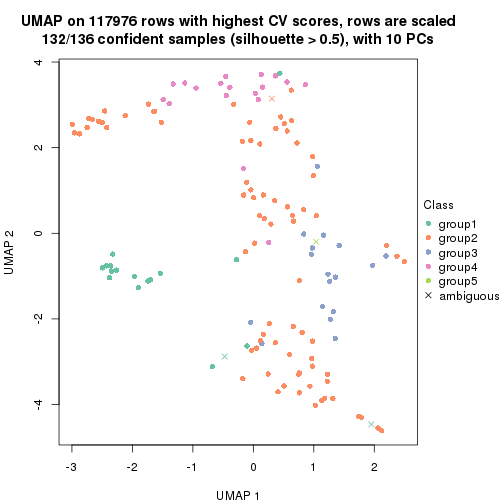 UMAP on 117976 rows with highest CV scores, rows are scaled
132/136 confident samples (silhouette > 0.5), with 10 PCs
4
2
0
-2
-4
UMAP 2
-3
-2
-1
0
1
2
UMAP 1
Class
group1
group2
group3
group4
group5
ambiguous